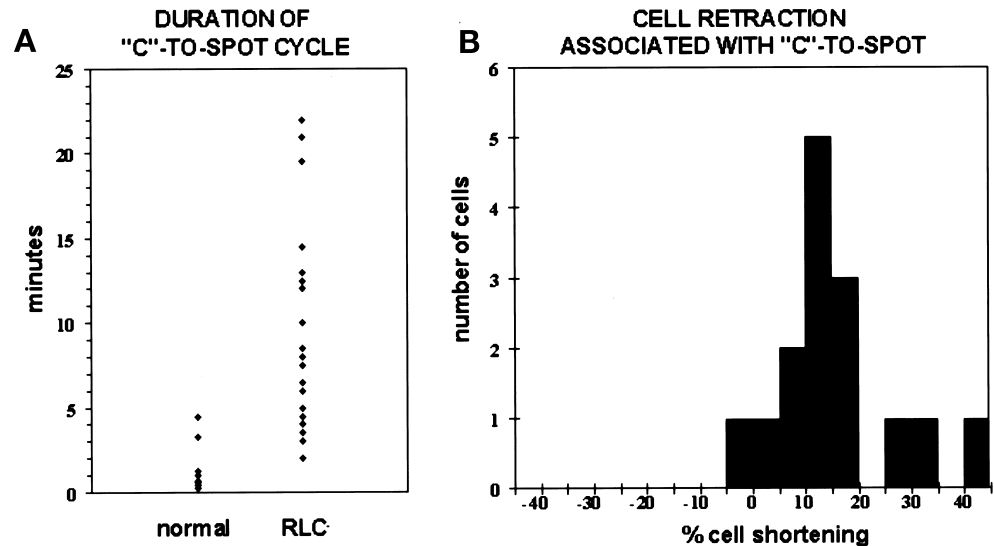 A
DURATION OF
"C"-TO-SPOT CYCLE
25
20
15
10
5
0
minutes
normal RLC-
B
CELL RETRACTION
ASSOCIATED WITH "C"-TO-SPOT
6
5
4
3
2
1
0
number of cells
-40 -30 -20 -10 0 10 20 30 40
% cell shortening